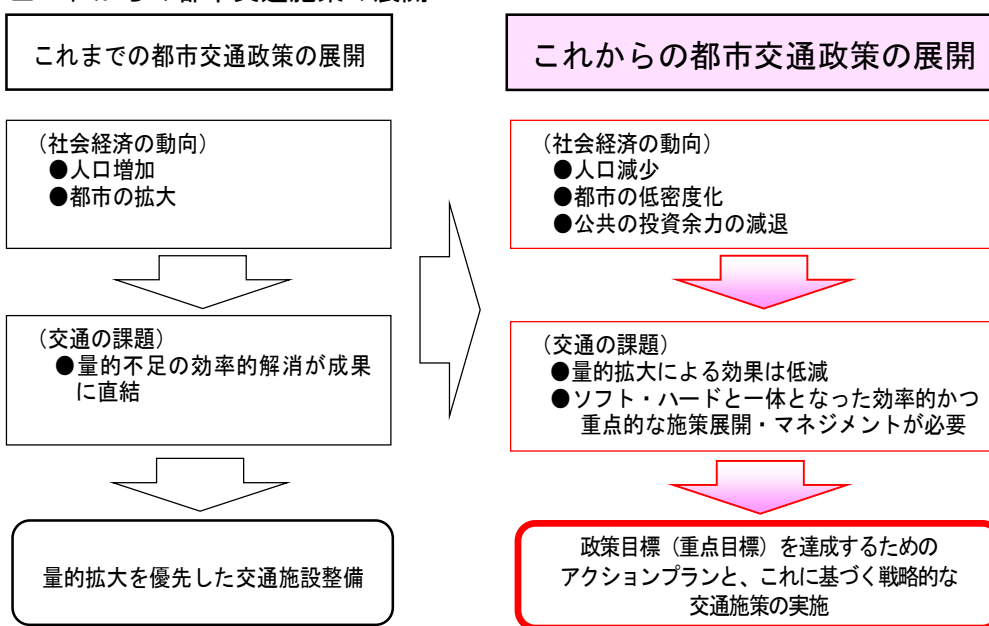 これまでの都市交通政策の展開
これからの都市交通政策の展開
（社会経済の動向）
●人口増加
●都市の拡大
（交通の課題）
●量的不足の効率的解消が成果
に直結
量的拡大を優先した交通施設整備
（社会経済の動向）
●人口減少
●都市の低密度化
●公共の投資余力の減退
（交通の課題）
●量的拡大による効果は低減
●ソフト・ハードと一体となった効率的かつ
重点的な施策展開・マネジメントが必要
政策目標（重点目標）を達成するための
アクションプランと、これに基づく戦略的な
交通施策の実施